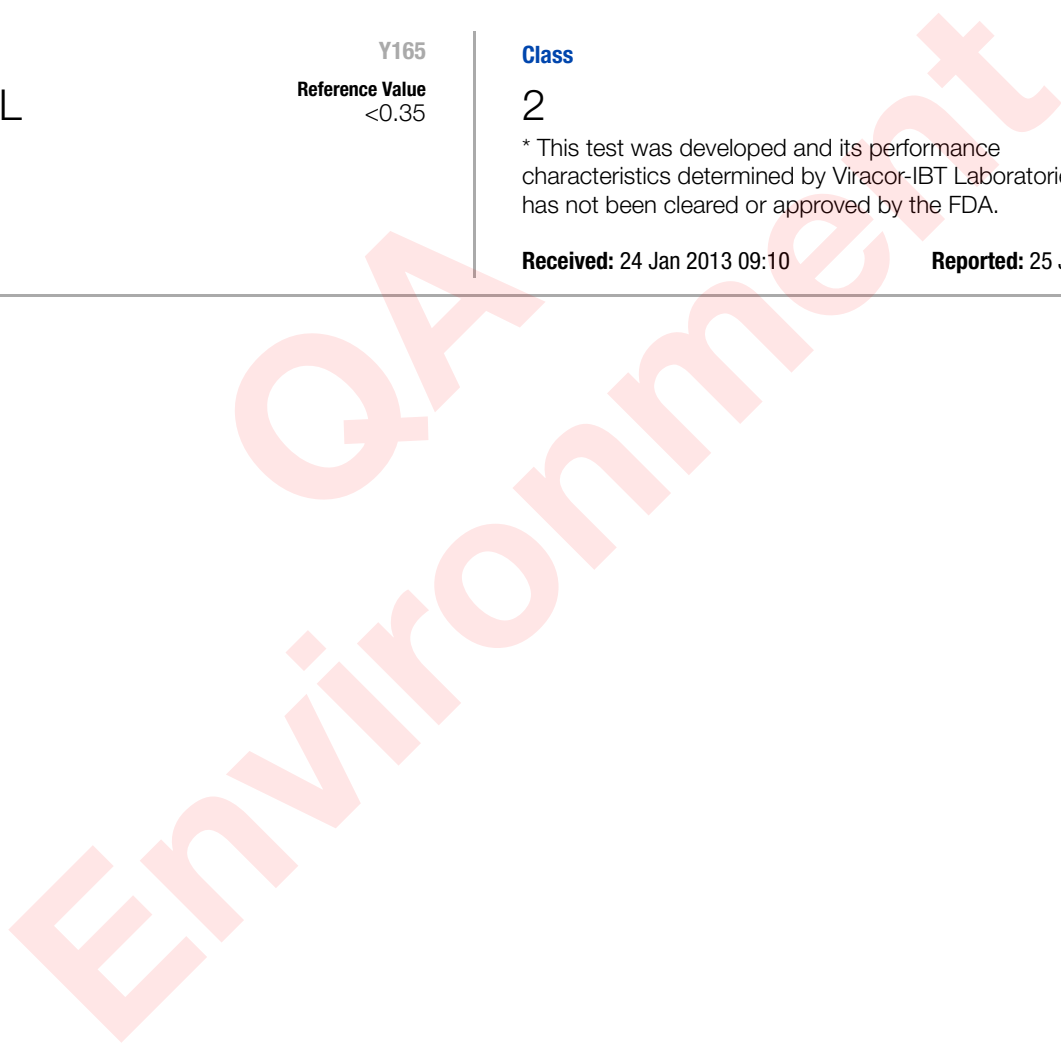 Y165
Reference Value
L
<0.35
Class
2
* This test was developed and its performance
characteristics determined by Viracor-IBT
has not been cleared or approved by the FDA.
Received: 24 Jan 2013 09:10
Reported: 25
QA
Environment